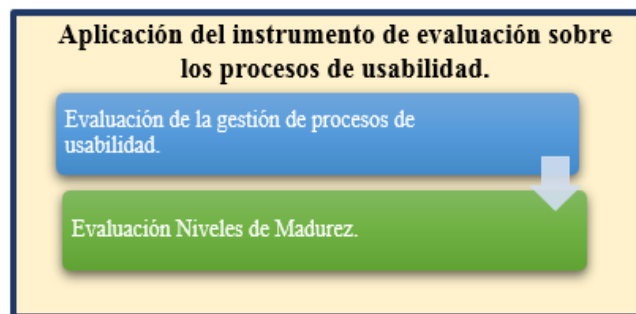 Aplicación del instrumento de evaluación sobre
los procesos de usabilidad.
Evaluación de la gestión de procesos de
usabilidad.
Evaluación Niveles de Madurez.